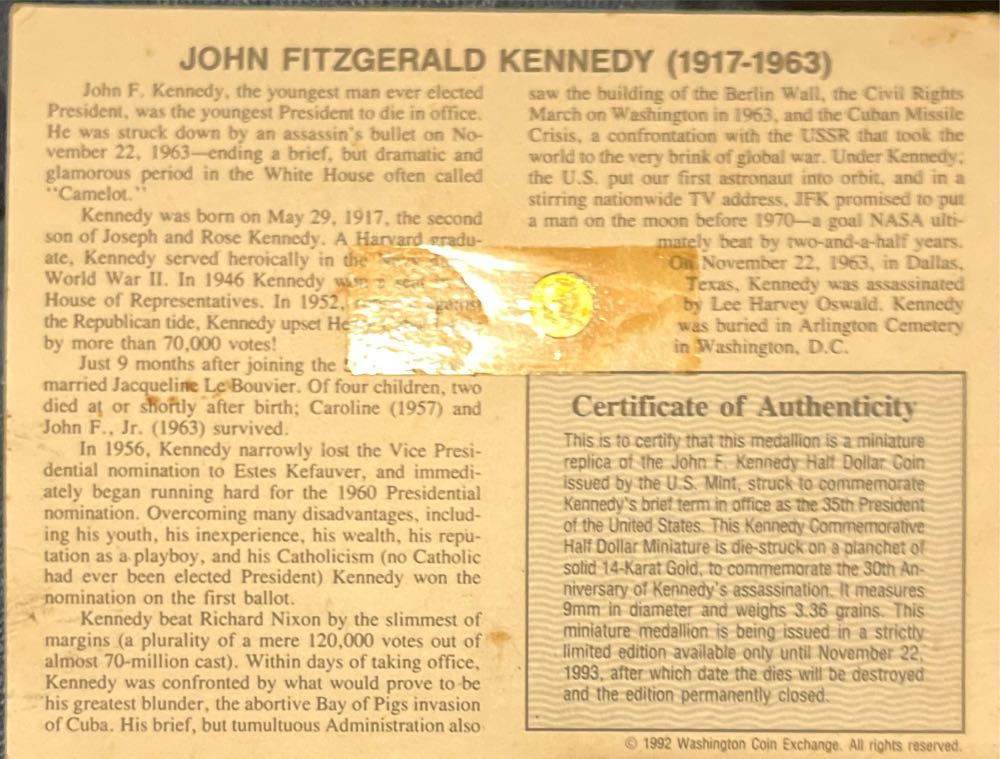 JOHN FITZGERALD KENNEDY (1917-1963)
John F. Kennedy, the youngest man ever elected
President, was the youngest President to die in office.
He was struck down by an assassin's bullet on No-
vember 22, 1963—ending a brief, but dramatic and
glamorous period in the White House often called
"Camelot."
Kennedy was born on May 29, 1917, the second
son of Joseph and Rose Kennedy. A Harvard gradu-
ate, Kennedy served heroically in the
World War II. In 1946 Kennedy won a seat
House of Representatives. In 1952, against
the Republican tide, Kennedy upset He
by more than 70,000 votes!
Just 9 months after joining the
married Jacqueline Le Bouvier. Of four children, two
died at or shortly after birth; Caroline (1957) and
John F., Jr. (1963) survived.
In 1956, Kennedy narrowly lost the Vice Presi-
dential nomination to Estes Kefauver, and immedi-
ately began running hard for the 1960 Presidential
nomination. Overcoming many disadvantages, includ-
ing his youth, his inexperience, his wealth, his repu-
tation as a playboy, and his Catholicism (no Catholic
had ever been elected President) Kennedy won the
nomination on the first ballot.
Kennedy beat Richard Nixon by the slimmest of
margins (a plurality of a mere 120,000 votes out of
almost 70-million cast). Within days of taking office,
Kennedy was confronted by what would prove to be
his greatest blunder, the abortive Bay of Pigs invasion
of Cuba. His brief, but tumultuous Administration also
saw the building of the Berlin Wall, the Civil Rights
March on Washington in 1963, and the Cuban Missile
Crisis, a confrontation with the USSR that took the
world to the very brink of global war. Under Kennedy,
the U.S. put our first astronaut into orbit, and in a
stirring nationwide TV address, JFK promised to put
a man on the moon before 1970—a goal NASA ulti-
mately beat by two-and-a-half years.
On November 22, 1963, in Dallas,
Texas, Kennedy was assassinated
by Lee Harvey Oswald. Kennedy
was buried in Arlington Cemetery
in Washington, D.C.
Certificate of Authenticity
This is to certify that this medallion is a miniature
replica of the John F. Kennedy Half Dollar Coin
issued by the U.S. Mint, struck to commemorate
Kennedy's brief term in office as the 35th President
of the United States. This Kennedy Commemorative
Half Dollar Miniature is die-struck on a planchet of
solid 14-Karat Gold, to commemorate the 30th An-
niversary of Kennedy's assassination. It measures
9mm in diameter and weighs 3.36 grains. This
miniature medallion is being issued in a strictly
limited edition available only until November 22,
1993, after which date the dies will be destroyed
and the edition permanently closed.
© 1992 Washington Coin Exchange. All rights reserved.